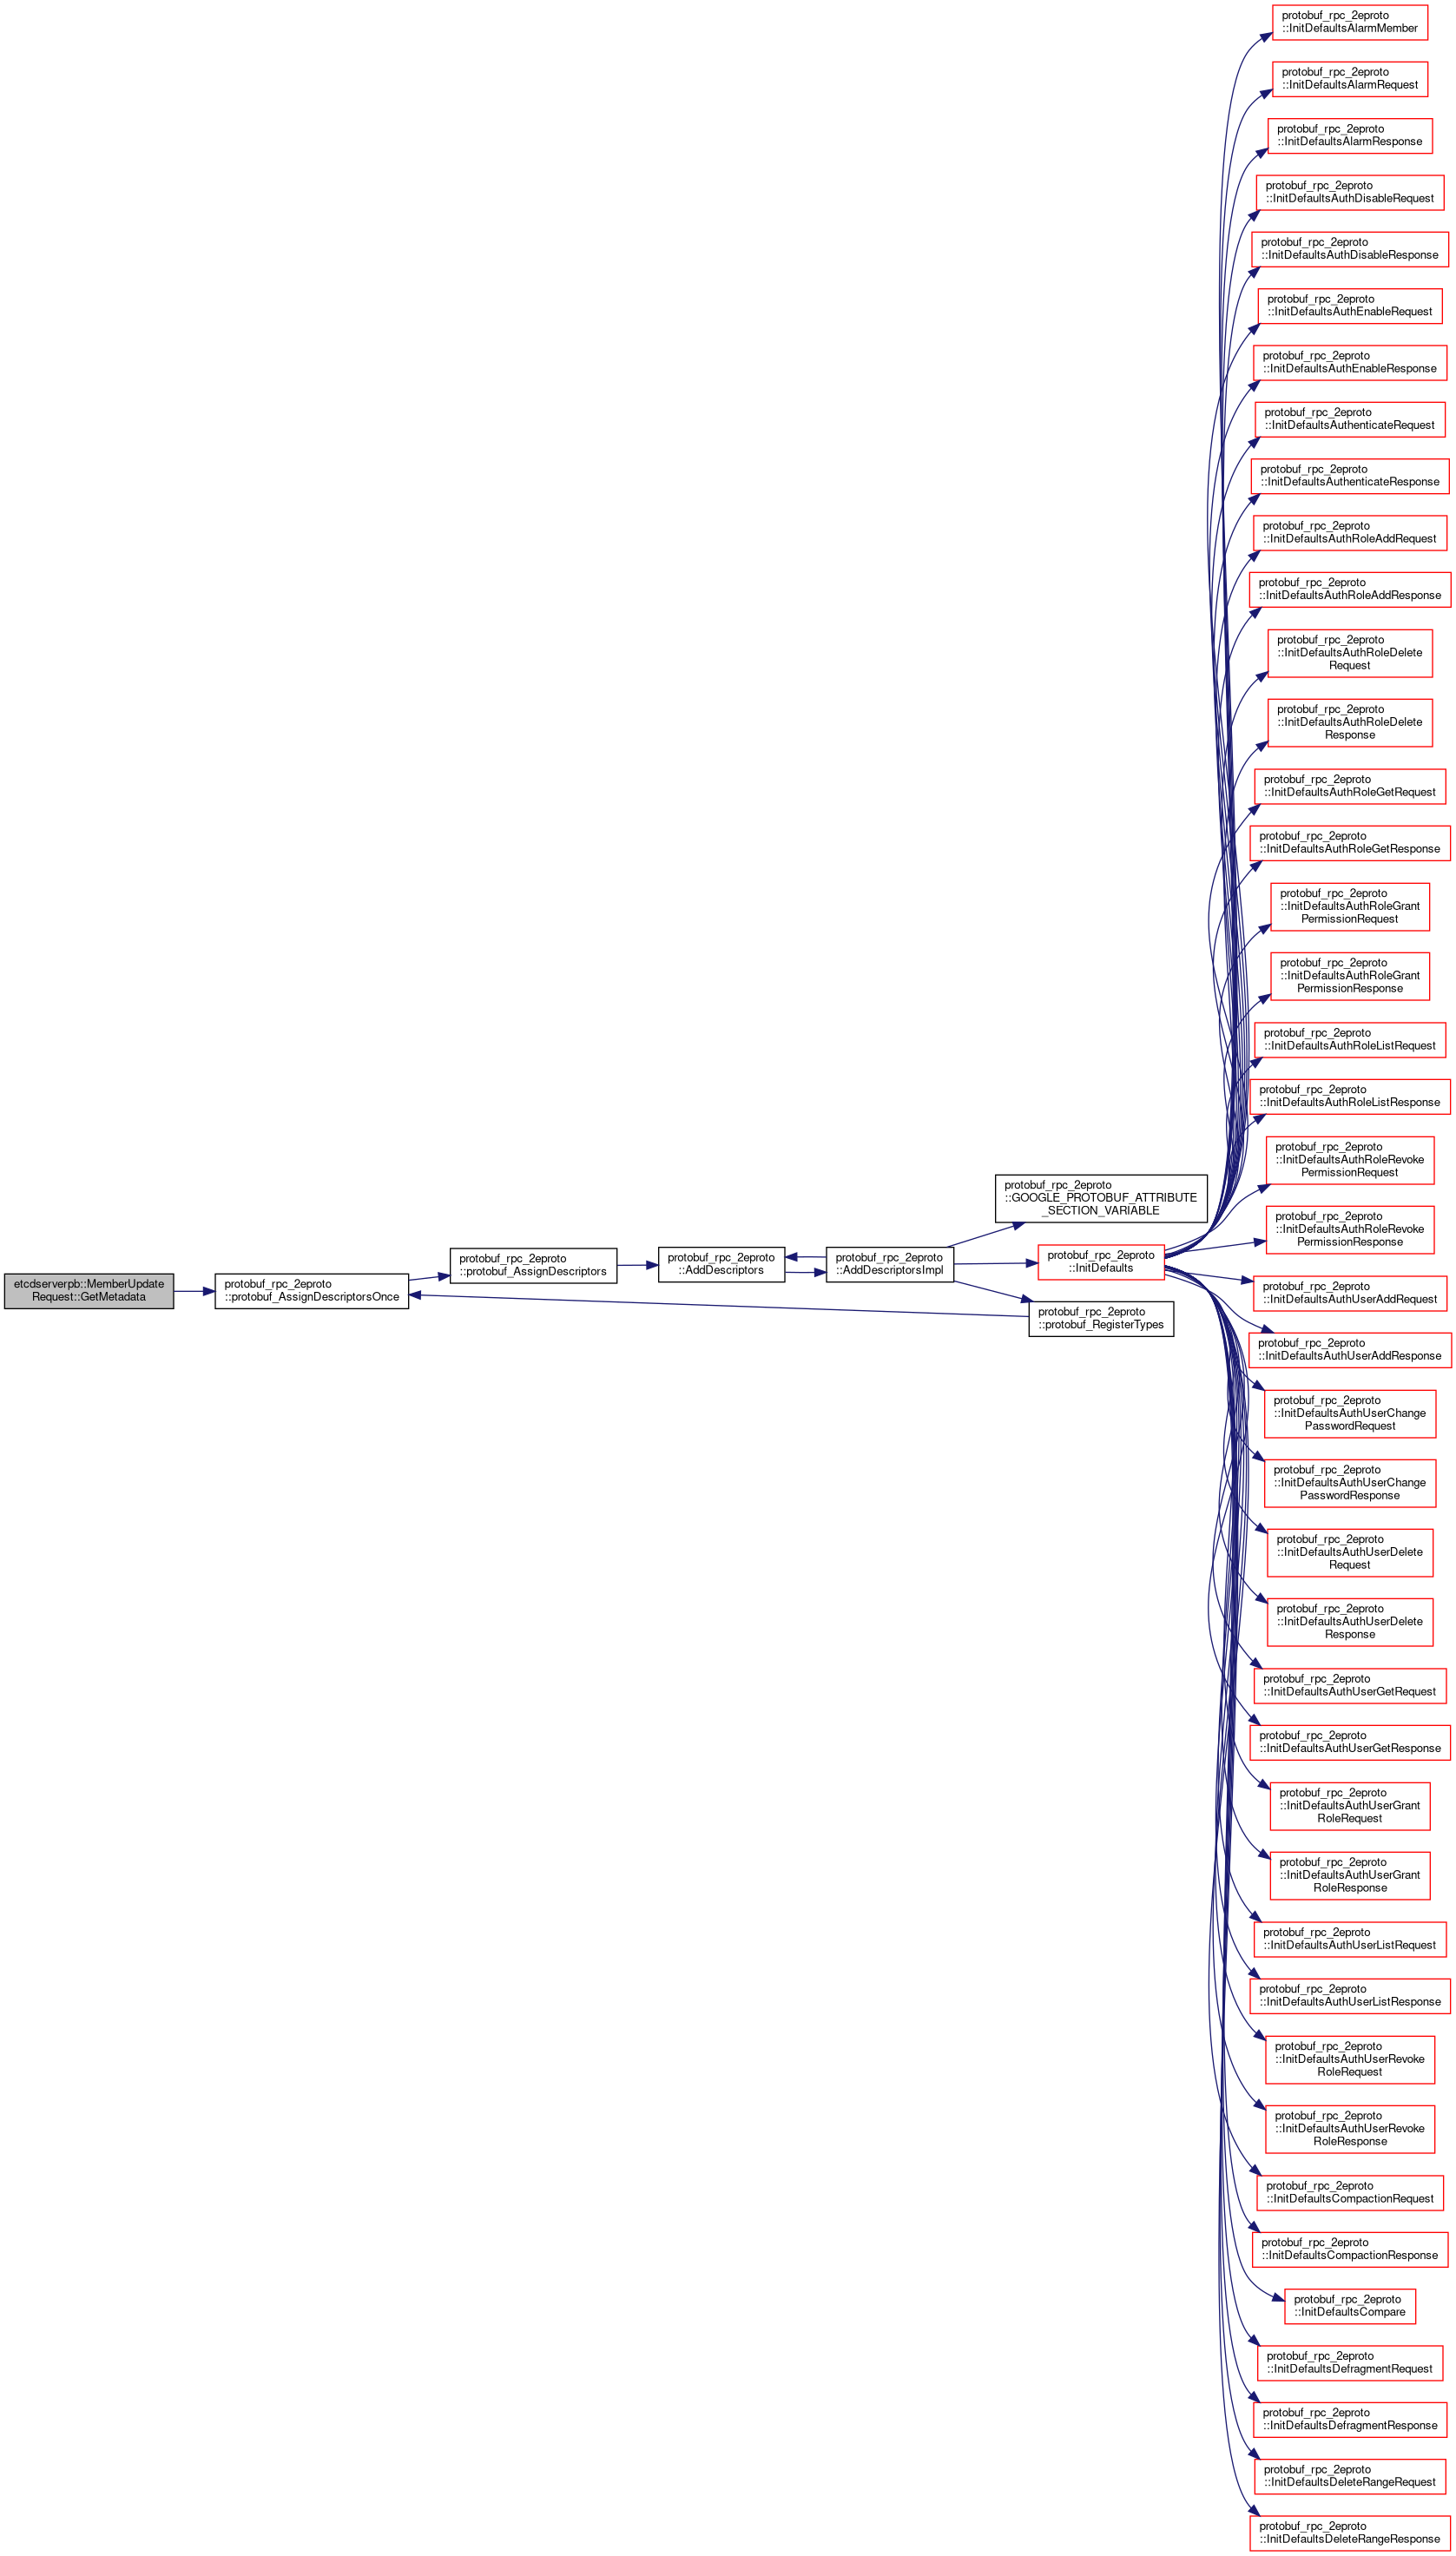 protobuf_rpc_2eproto
::InitDefaultsAlarmMember
protobuf_rpc_2eproto
::InitDefaultsAlarmRequest
protobuf_rpc_2eproto
::InitDefaultsAlarmResponse
protobuf_rpc_2eproto
::InitDefaultsAuthDisableRequest
protobuf_rpc_2eproto
::InitDefaultsAuthDisableResponse
protobuf_rpc_2eproto
::InitDefaultsAuthEnableRequest
protobuf_rpc_2eproto
::InitDefaultsAuthEnableResponse
protobuf_rpc_2eproto
::InitDefaultsAuthenticateRequest
protobuf_rpc_2eproto
::InitDefaultsAuthenticateResponse
protobuf_rpc_2eproto
::InitDefaultsAuthRoleAddRequest
protobuf_rpc_2eproto
::InitDefaultsAuthRoleAddResponse
protobuf_rpc_2eproto
::InitDefaultsAuthRoleDelete
Request
protobuf_rpc_2eproto
::InitDefaultsAuthRoleDelete
Response
protobuf_rpc_2eproto
::InitDefaultsAuthRoleGetRequest
protobuf_rpc_2eproto
::InitDefaultsAuthRoleGetResponse
protobuf_rpc_2eproto
::InitDefaultsAuthRoleGrant
PermissionRequest
protobuf_rpc_2eproto
::InitDefaultsAuthRoleGrant
PermissionResponse
protobuf_rpc_2eproto
::InitDefaultsAuthRoleListRequest
protobuf_rpc_2eproto
::InitDefaultsAuthRoleListResponse
protobuf_rpc_2eproto
::InitDefaultsAuthRoleRevoke
PermissionRequest
protobuf_rpc_2eproto
::GOOGLE_PROTOBUF_ATTRIBUTE
_SECTION_VARIABLE
protobuf_rpc_2eproto
::InitDefaultsAuthRoleRevoke
PermissionResponse
etcdserverpb::MemberUpdate
Request::GetMetadata
protobuf_rpc_2eproto
::protobuf_AssignDescriptorsOnce
protobuf_rpc_2eproto
::protobuf_AssignDescriptors
protobuf_rpc_2eproto
::AddDescriptors
protobuf_rpc_2eproto
::AddDescriptorsImpl
protobuf_rpc_2eproto
::InitDefaults
protobuf_rpc_2eproto
::protobuf_RegisterTypes
protobuf_rpc_2eproto
::InitDefaultsAuthUserAddRequest
protobuf_rpc_2eproto
::InitDefaultsAuthUserAddResponse
protobuf_rpc_2eproto
::InitDefaultsAuthUserChange
PasswordRequest
protobuf_rpc_2eproto
::InitDefaultsAuthUserChange
PasswordResponse
protobuf_rpc_2eproto
::InitDefaultsAuthUserDelete
Request
protobuf_rpc_2eproto
::InitDefaultsAuthUserDelete
Response
protobuf_rpc_2eproto
::InitDefaultsAuthUserGetRequest
protobuf_rpc_2eproto
::InitDefaultsAuthUserGetResponse
protobuf_rpc_2eproto
::InitDefaultsAuthUserGrant
RoleRequest
protobuf_rpc_2eproto
::InitDefaultsAuthUserGrant
RoleResponse
protobuf_rpc_2eproto
::InitDefaultsAuthUserListRequest
protobuf_rpc_2eproto
::InitDefaultsAuthUserListResponse
protobuf_rpc_2eproto
::InitDefaultsAuthUserRevoke
RoleRequest
protobuf_rpc_2eproto
::InitDefaultsAuthUserRevoke
RoleResponse
protobuf_rpc_2eproto
::InitDefaultsCompactionRequest
protobuf_rpc_2eproto
::InitDefaultsCompactionResponse
protobuf_rpc_2eproto
::InitDefaultsCompare
protobuf_rpc_2eproto
::InitDefaultsDefragmentRequest
protobuf_rpc_2eproto
::InitDefaultsDefragmentResponse
protobuf_rpc_2eproto
::InitDefaultsDeleteRangeRequest
protobuf_rpc_2eproto
::InitDefaultsDeleteRangeResponse